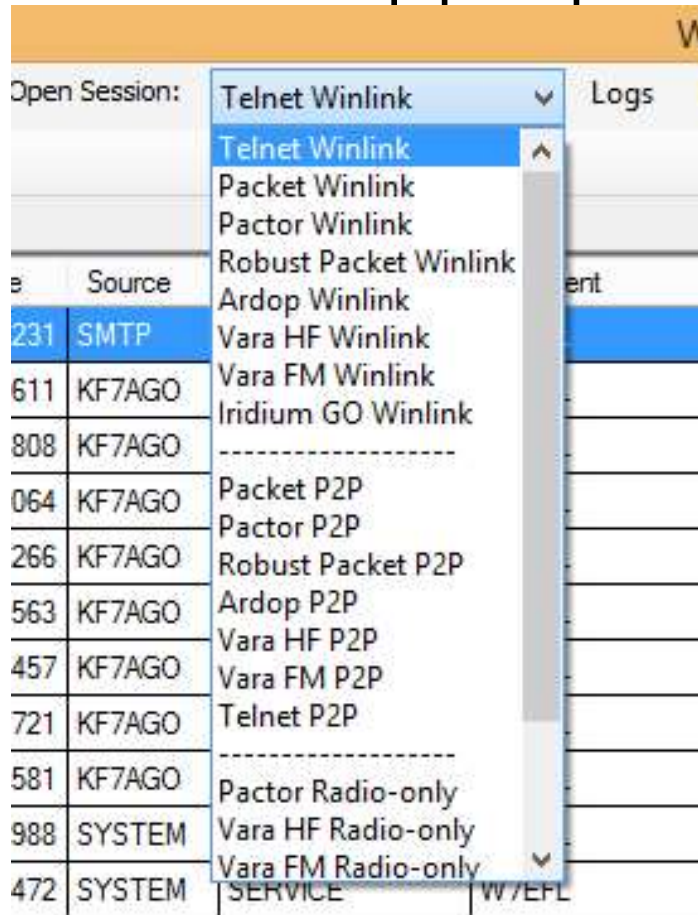 Open Session: Telnet Winlink Logs
Telnet Winlink
Packet Winlink
Pactor Winlink
Robust Packet Winlink
Ardop Winlink
Vara HF Winlink
Vara FM Winlink
Iridium GO Winlink
-------------------
Packet P2P
Pactor P2P
Robust Packet P2P
Ardop P2P
Vara HF P2P
Vara FM P2P
Telnet P2P
-------------------
Pactor Radio-only
Vara HF Radio-only
Vara FM Radio-only
e Source ent
231 SMTP
611 KF7AGO
808 KF7AGO
064 KF7AGO
266 KF7AGO
563 KF7AGO
457 KF7AGO
721 KF7AGO
581 KF7AGO
988 SYSTEM
472 SYSTEM SERVICE W7EFL